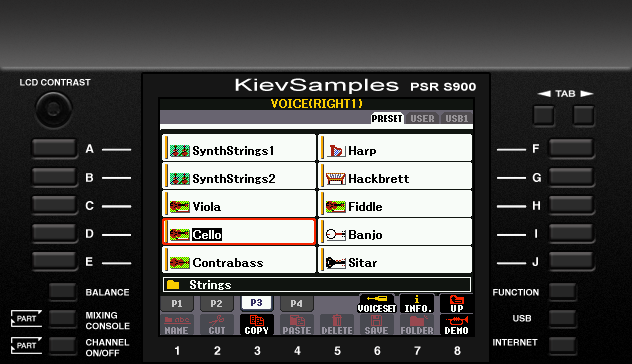 LCD CONTRAST
KievSamples PSR S900
TAB
VOICE(RIGHT1)
PRESET USER USB1
A SynthStrings1 Harp F
B SynthStrings2 Hackbrett G
C Viola Fiddle H
D Cello Banjo I
E Contrabass Sitar J
Strings
BALANCE P1 P2 P3 P4 VOICESET INFO. UP FUNCTION
PART MIXING CONSOLE NAME CUT COPY PASTE DELETE SAVE FOLDER DEMO USB
PART CHANNEL ON/OFF 1 2 3 4 5 6 7 8 INTERNET